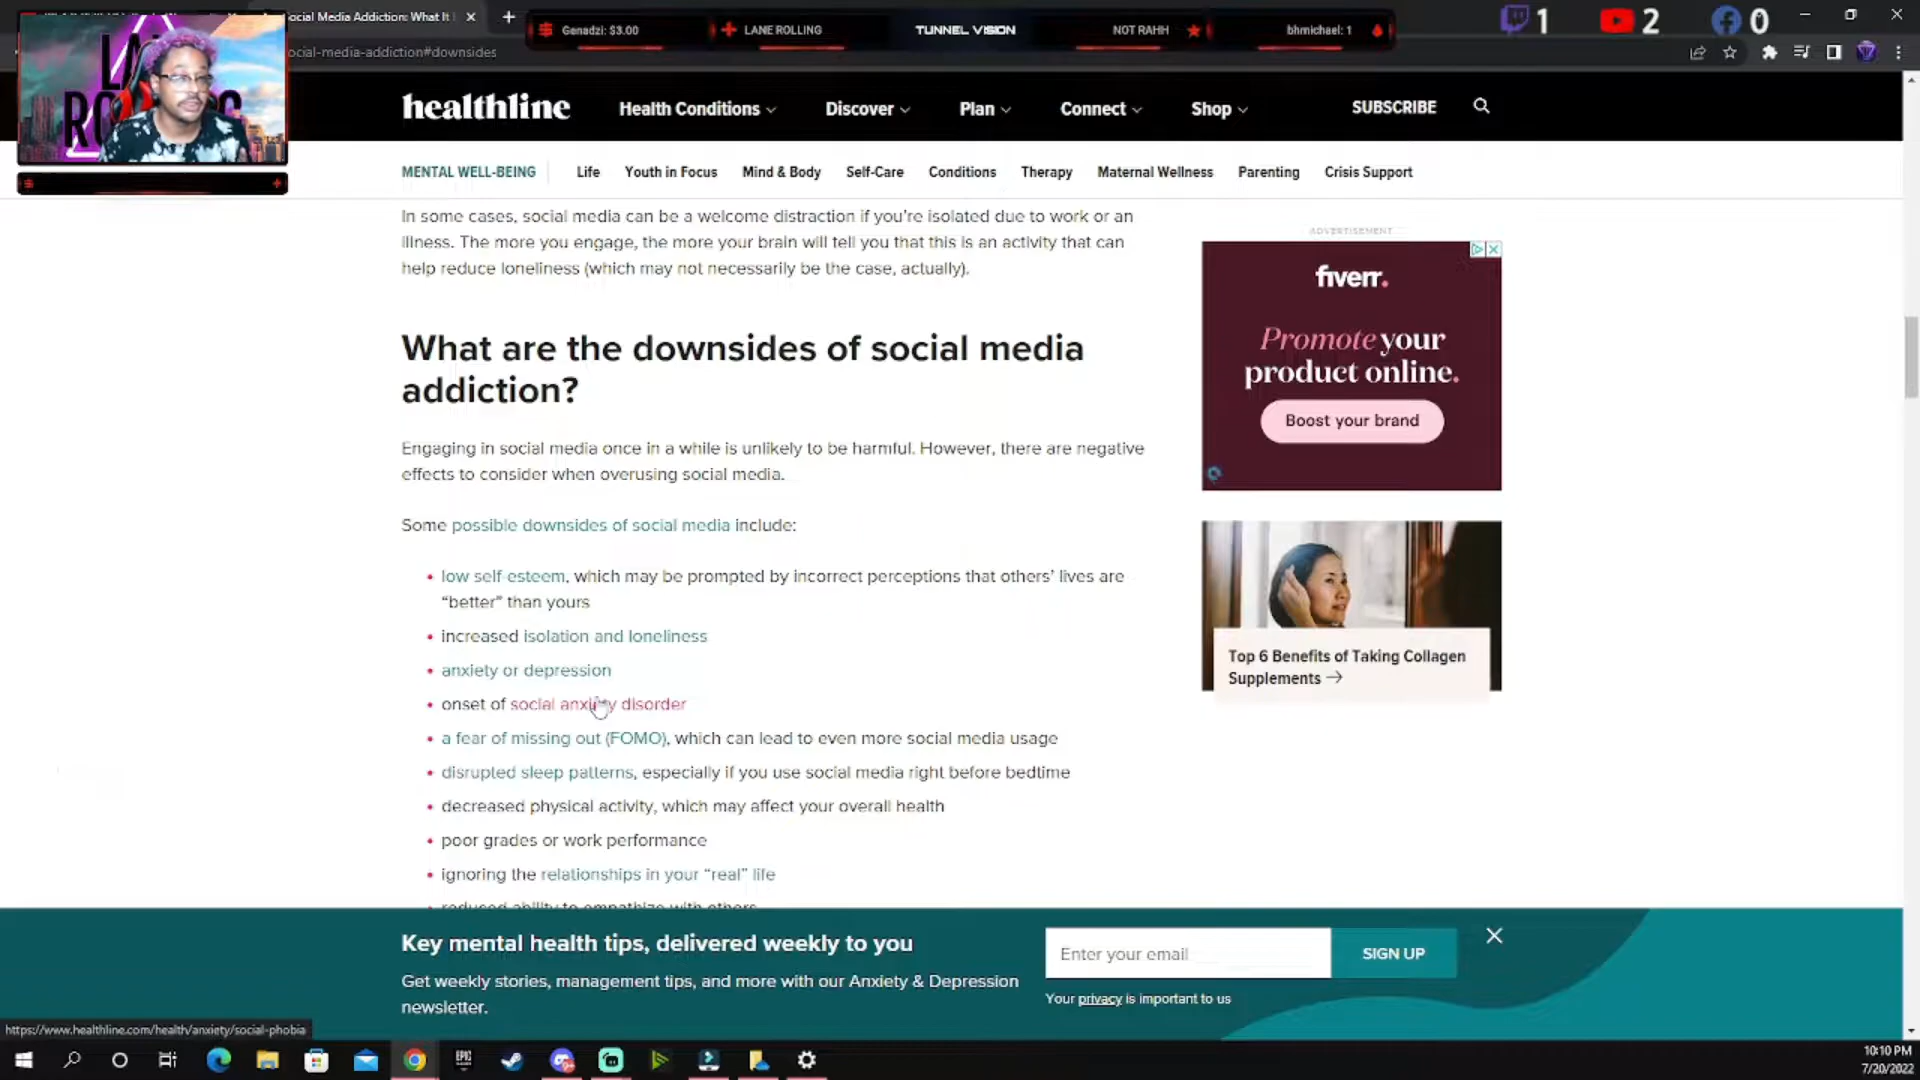 Social Media Addiction: What It
Genadzi: $3.00
LANE ROLLING
TUNNEL VISION
NOT RAHH
bhmichael: 1
1
2
0
ocial-media-addiction#downsides
healthline
Health Conditions
Discover
Plan
Connect
Shop
SUBSCRIBE
MENTAL WELL-BEING
Life
Youth in Focus
Mind & Body
Self-Care
Conditions
Therapy
Maternal Wellness
Parenting
Crisis Support
In some cases, social media can be a welcome distraction if you’re isolated due to work or an
illness. The more you engage, the more your brain will tell you that this is an activity that can
help reduce loneliness (which may not necessarily be the case, actually).
What are the downsides of social media
addiction?
Engaging in social media once in a while is unlikely to be harmful. However, there are negative
effects to consider when overusing social media.
Some possible downsides of social media include:
• low self esteem, which may be prompted by incorrect perceptions that others’ lives are
“better” than yours
• increased isolation and loneliness
• anxiety or depression
• onset of social anxiety disorder
• a fear of missing out (FOMO), which can lead to even more social media usage
• disrupted sleep patterns, especially if you use social media right before bedtime
• decreased physical activity, which may affect your overall health
• poor grades or work performance
• ignoring the relationships in your “real” life
• reduced ability to empathize with others
ADVERTISEMENT
fiverr.
Promote your
product online.
Boost your brand
Top 6 Benefits of Taking Collagen
Supplements →
Key mental health tips, delivered weekly to you
Get weekly stories, management tips, and more with our Anxiety & Depression
newsletter.
Enter your email
SIGN UP
Your privacy is important to us
https://www.healthline.com/health/anxiety/social-phobia
EPIC
10:10 PM
7/20/2022